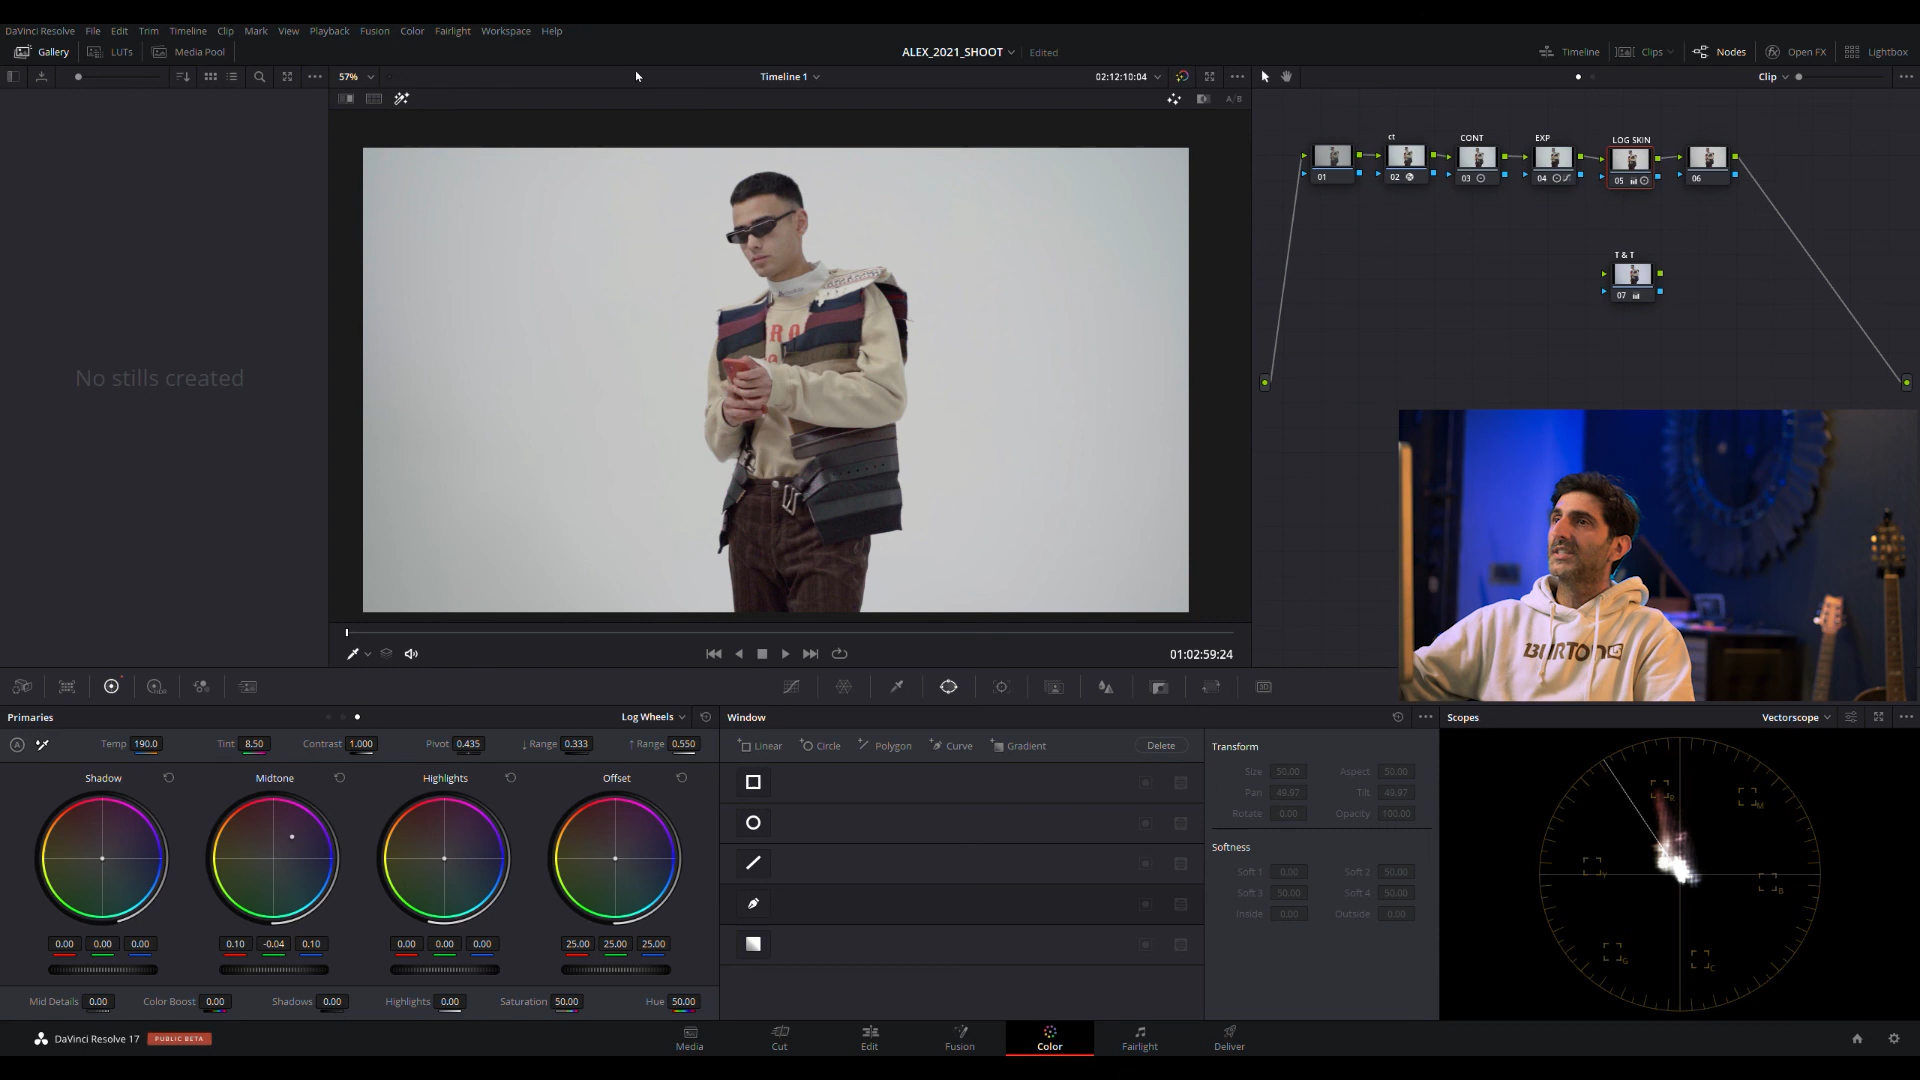 DaVinci Resolve File Edit Trim Timeline Clip Mark View Playback Fusion Color Fairlight Workspace Help
Gallery LUTs Media Pool ALEX_2021_SHOOT Edited Timeline Clips Nodes Open FX Lightbox
57% Timeline 1 02:12:10:04 Clip
A/B
ct CONT EXP LOG SKIN
01 02 03 04 05 06
T & T
07
No stills created
BURTON
01:02:59:24
Primaries Log Wheels Window Scopes Vectorscope
Temp 190.0 Tint 8.50 Contrast 1.000 Pivot 0.435 ↓ Range 0.333 ↑ Range 0.550
Linear Circle Polygon Curve Gradient Delete
Transform
Shadow Midtone Highlights Offset
Size 50.00 Aspect 50.00
Pan 49.97 Tilt 49.97
Rotate 0.00 Opacity 100.00
Softness
Soft 1 0.00 Soft 2 50.00
Soft 3 50.00 Soft 4 50.00
Inside 0.00 Outside 0.00
R M Y B G C
0.00 0.00 0.00 0.10 -0.04 0.10 0.00 0.00 0.00 25.00 25.00 25.00
Mid Details 0.00 Color Boost 0.00 Shadows 0.00 Highlights 0.00 Saturation 50.00 Hue 50.00
DaVinci Resolve 17 PUBLIC BETA
Media Cut Edit Fusion Color Fairlight Deliver